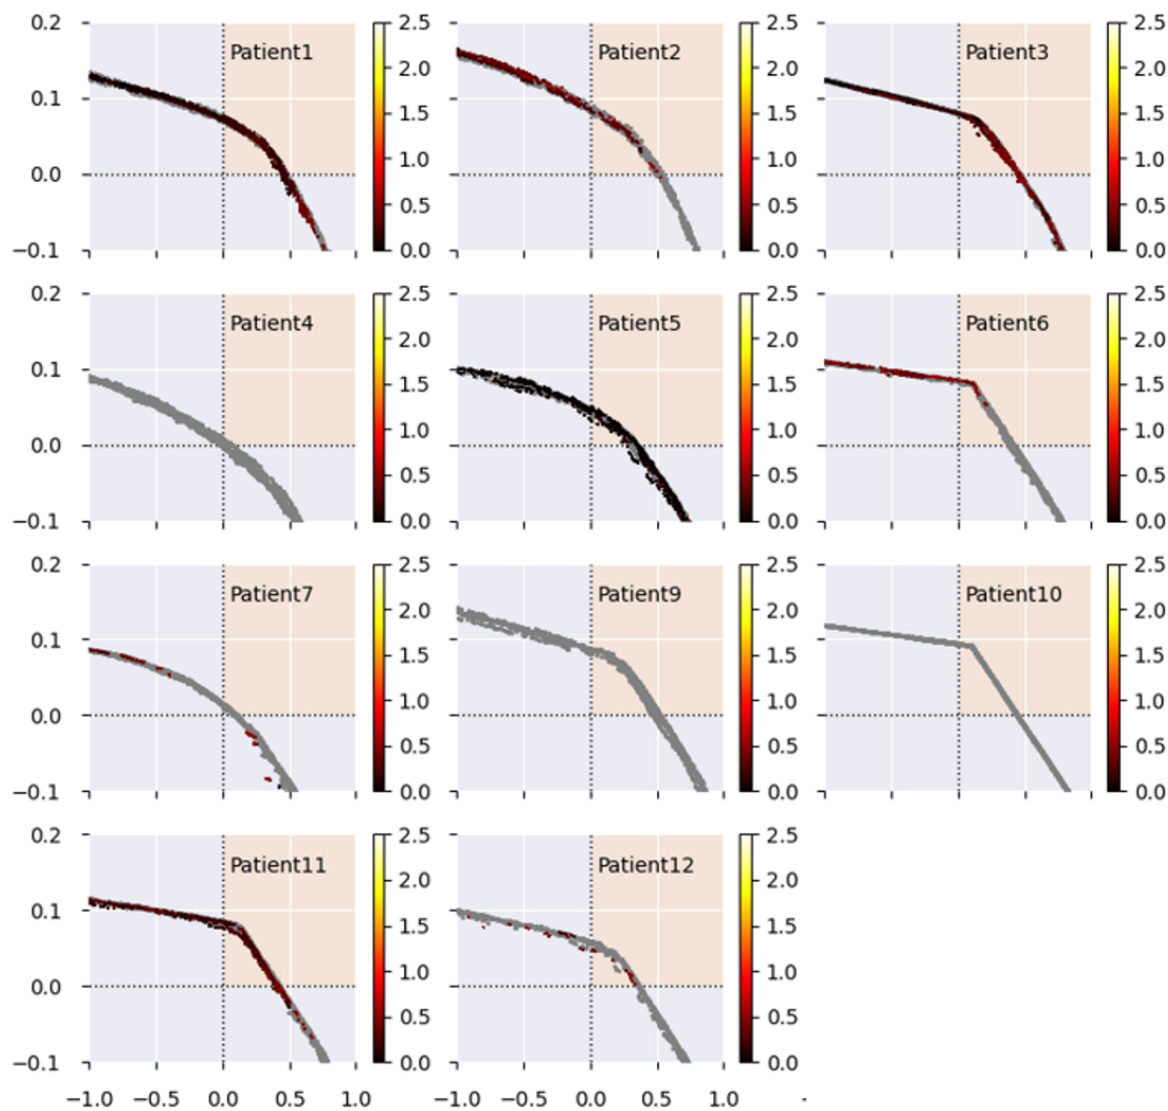 0.2 2.5 2.5 2.5
Patient1 Patient2 Patient3
2.0 2.0 2.0
0.1 1.5 1.5 1.5
1.0 1.0 1.0
0.0
0.5 0.5 0.5
−0.1 0.0 0.0 0.0
0.2 2.5 2.5 2.5
Patient4 Patient5 Patient6
2.0 2.0 2.0
0.1 1.5 1.5 1.5
1.0 1.0 1.0
0.0
0.5 0.5 0.5
−0.1 0.0 0.0 0.0
0.2 2.5 2.5 2.5
Patient7 Patient9 Patient10
2.0 2.0 2.0
0.1 1.5 1.5 1.5
1.0 1.0 1.0
0.0
0.5 0.5 0.5
−0.1 0.0 0.0 0.0
0.2 2.5 2.5
Patient11 Patient12
2.0 2.0
0.1 1.5 1.5
1.0 1.0
0.0
0.5 0.5
−0.1 0.0 0.0
−1.0 −0.5 0.0 0.5 1.0 −1.0 −0.5 0.0 0.5 1.0